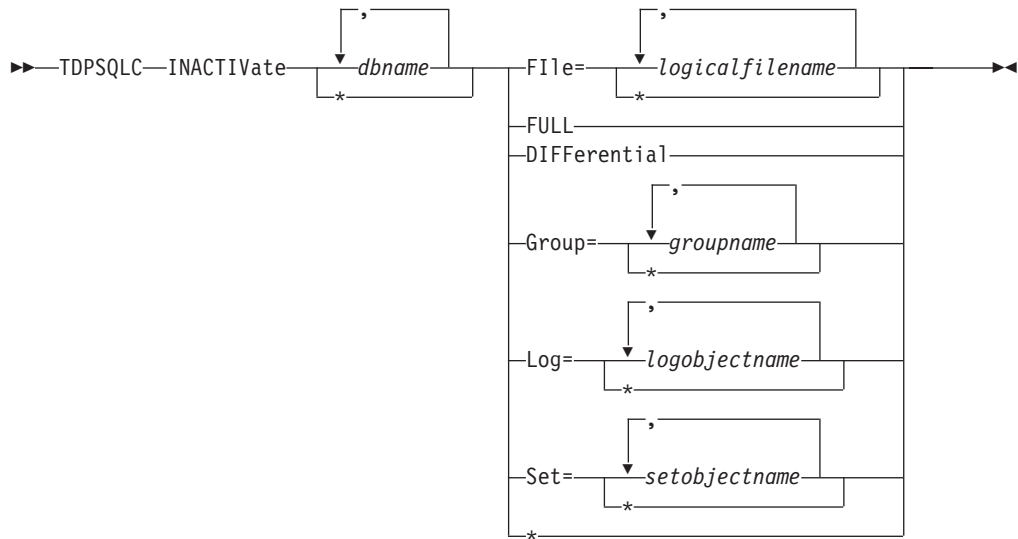 , ,
TDPSQLC INACTIVate dbname FIle= logicalfilename
* *
FULL
DIFFerential
,
Group= groupname
*
,
Log= logobjectname
*
,
Set= setobjectname
*
*